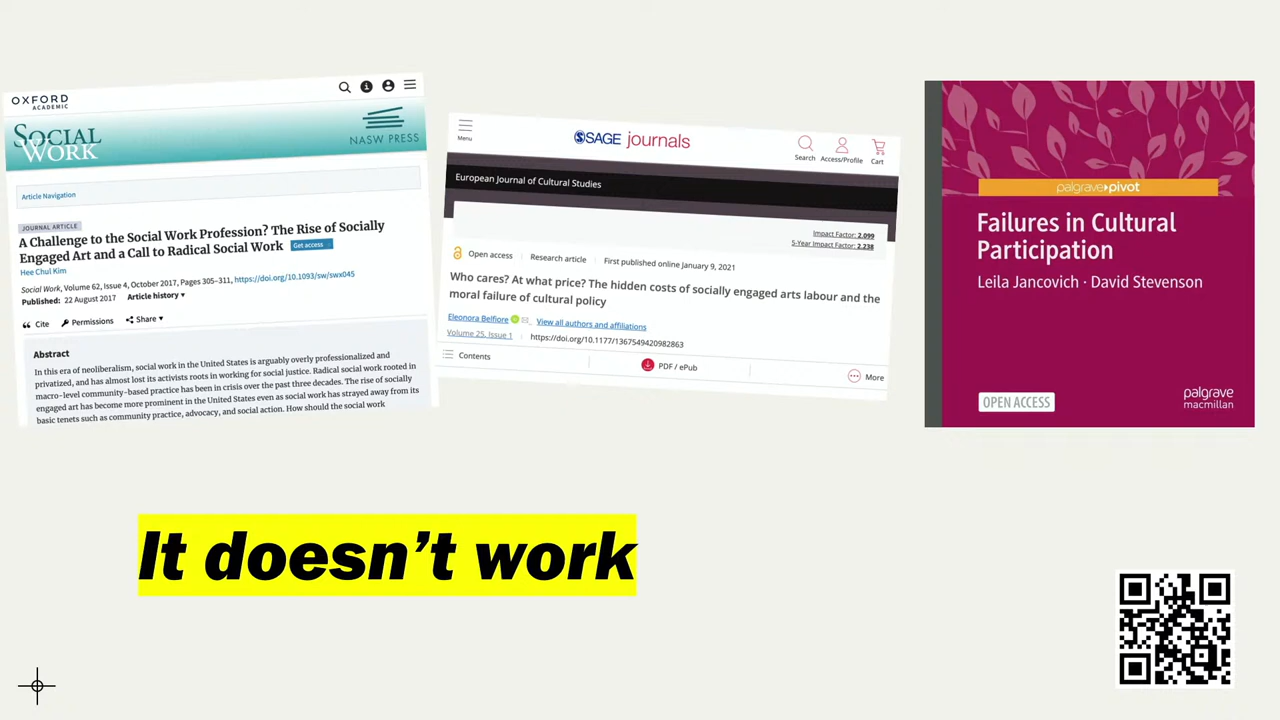 OXFORD
ACADEMIC
SOCIAL
WORK
NASW PRESS
Article Navigation
JOURNAL ARTICLE
A Challenge to the Social Work Profession? The Rise of Socially
Engaged Art and a Call to Radical Social Work Get access
Hee Chul Kim
Social Work, Volume 62, Issue 4, October 2017, Pages 305–311, https://doi.org/10.1093/sw/swx045
Published: 22 August 2017 Article history
Cite Permissions Share
Abstract
In this era of neoliberalism, social work in the United States is arguably overly professionalized and
privatized, and has almost lost its activists roots in working for social justice. Radical social work rooted in
macro-level community-based practice has been in crisis over the past three decades. The rise of socially
engaged art has become more prominent in the United States even as social work has strayed away from its
basic tenets such as community practice, advocacy, and social action. How should the social work
Menu
SAGE journals
Search Access/Profile Cart
European Journal of Cultural Studies
Impact Factor: 2.099
5-Year Impact Factor: 2.238
Open access Research article First published online January 9, 2021
Who cares? At what price? The hidden costs of socially engaged arts labour and the
moral failure of cultural policy
Eleonora Belfiore View all authors and affiliations
Volume 25, Issue 1 https://doi.org/10.1177/1367549420982863
Contents PDF / ePub More
palgrave pivot
Failures in Cultural
Participation
Leila Jancovich · David Stevenson
OPEN ACCESS
palgrave
macmillan
It doesn’t work